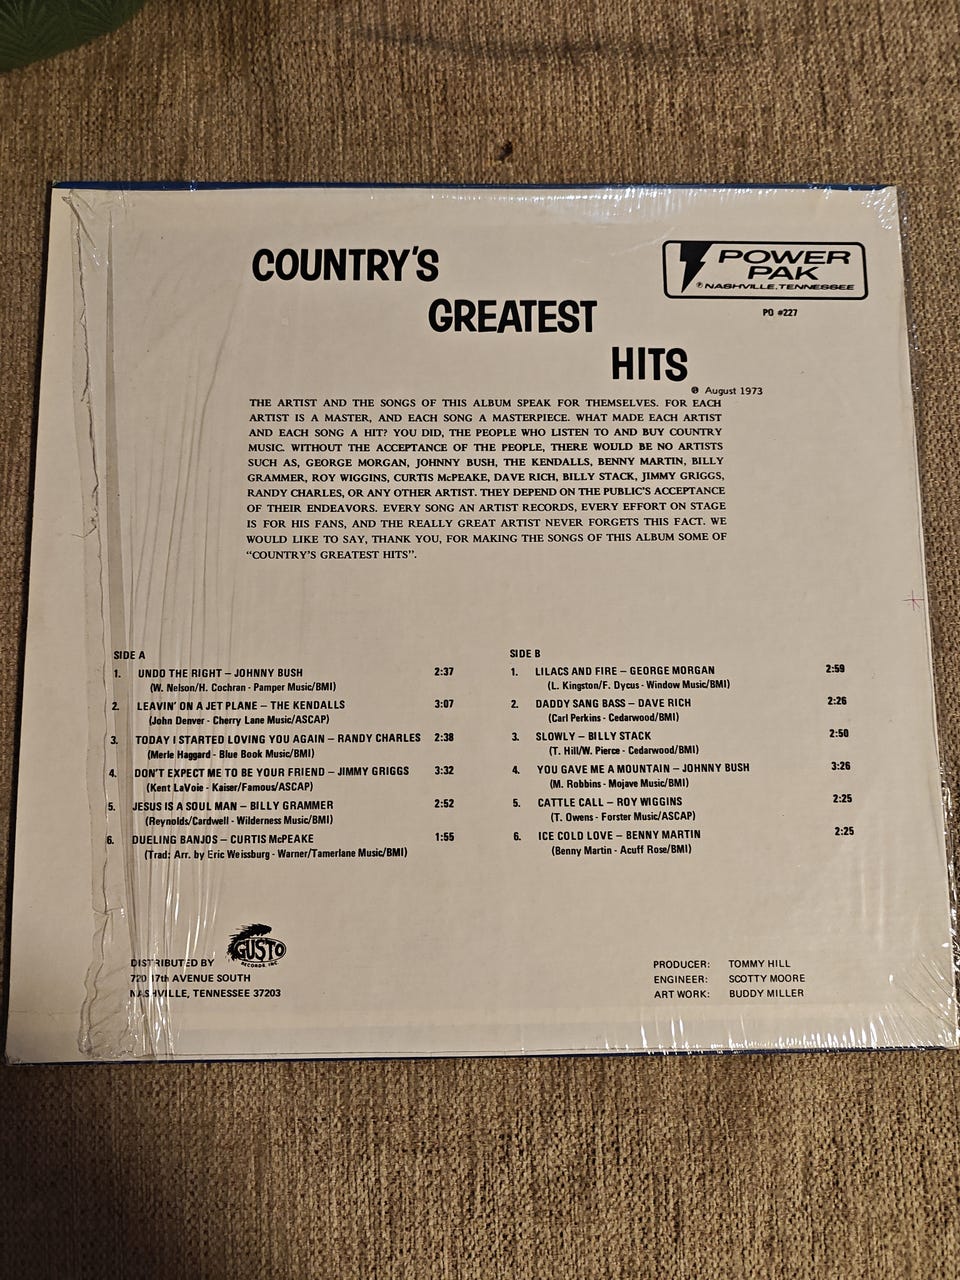 COUNTRY'S
GREATEST
HITS
POWER
PAK
℗ NASHVILLE, TENNESSEE
PO #227
℗ August 1973
THE ARTIST AND THE SONGS OF THIS ALBUM SPEAK FOR THEMSELVES. FOR EACH
ARTIST IS A MASTER, AND EACH SONG A MASTERPIECE. WHAT MADE EACH ARTIST
AND EACH SONG A HIT? YOU DID, THE PEOPLE WHO LISTEN TO AND BUY COUNTRY
MUSIC. WITHOUT THE ACCEPTANCE OF THE PEOPLE, THERE WOULD BE NO ARTISTS
SUCH AS, GEORGE MORGAN, JOHNNY BUSH, THE KENDALLS, BENNY MARTIN, BILLY
GRAMMER, ROY WIGGINS, CURTIS McPEAKE, DAVE RICH, BILLY STACK, JIMMY GRIGGS,
RANDY CHARLES, OR ANY OTHER ARTIST. THEY DEPEND ON THE PUBLIC'S ACCEPTANCE
OF THEIR ENDEAVORS. EVERY SONG AN ARTIST RECORDS, EVERY EFFORT ON STAGE
IS FOR HIS FANS, AND THE REALLY GREAT ARTIST NEVER FORGETS THIS FACT. WE
WOULD LIKE TO SAY, THANK YOU, FOR MAKING THE SONGS OF THIS ALBUM SOME OF
"COUNTRY'S GREATEST HITS".
SIDE A
1. UNDO THE RIGHT – JOHNNY BUSH 2:37
(W. Nelson/H. Cochran - Pamper Music/BMI)
2. LEAVIN' ON A JET PLANE – THE KENDALLS 3:07
(John Denver - Cherry Lane Music/ASCAP)
3. TODAY I STARTED LOVING YOU AGAIN – RANDY CHARLES 2:38
(Merle Haggard - Blue Book Music/BMI)
4. DON'T EXPECT ME TO BE YOUR FRIEND – JIMMY GRIGGS 3:32
(Kent LaVoie - Kaiser/Famous/ASCAP)
5. JESUS IS A SOUL MAN – BILLY GRAMMER 2:52
(Reynolds/Cardwell - Wilderness Music/BMI)
6. DUELING BANJOS – CURTIS McPEAKE 1:55
(Trad: Arr. by Eric Weissburg - Warner/Tamerlane Music/BMI)
SIDE B
1. LILACS AND FIRE – GEORGE MORGAN 2:59
(L. Kingston/F. Dycus - Window Music/BMI)
2. DADDY SANG BASS – DAVE RICH 2:26
(Carl Perkins - Cedarwood/BMI)
3. SLOWLY – BILLY STACK 2:50
(T. Hill/W. Pierce - Cedarwood/BMI)
4. YOU GAVE ME A MOUNTAIN – JOHNNY BUSH 3:26
(M. Robbins - Mojave Music/BMI)
5. CATTLE CALL – ROY WIGGINS 2:25
(T. Owens - Forster Music/ASCAP)
6. ICE COLD LOVE – BENNY MARTIN 2:25
(Benny Martin - Acuff Rose/BMI)
GUSTO
RECORDS, INC.
DISTRIBUTED BY
720 17th AVENUE SOUTH
NASHVILLE, TENNESSEE 37203
PRODUCER: TOMMY HILL
ENGINEER: SCOTTY MOORE
ART WORK: BUDDY MILLER